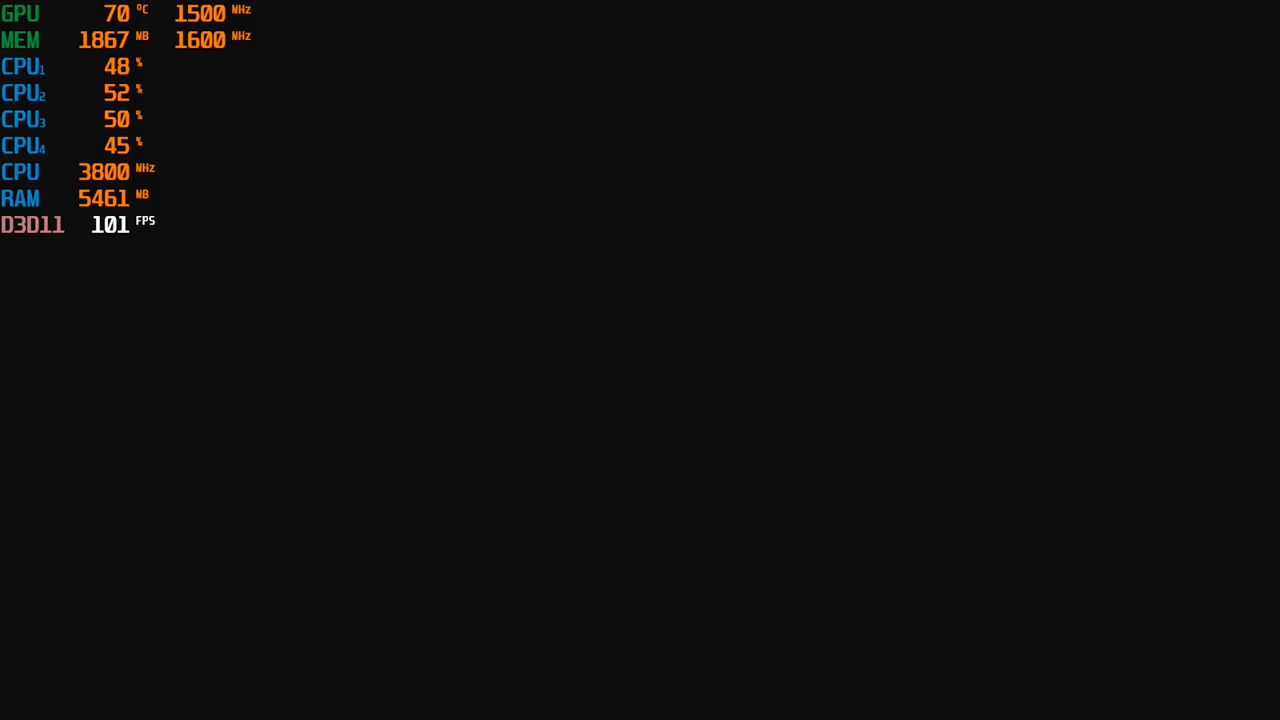 GPU 70 °C 1500 MHz
MEM 1867 MB 1600 MHz
CPU1 48 %
CPU2 52 %
CPU3 50 %
CPU4 45 %
CPU 3800 MHz
RAM 5461 MB
D3D11 101 FPS